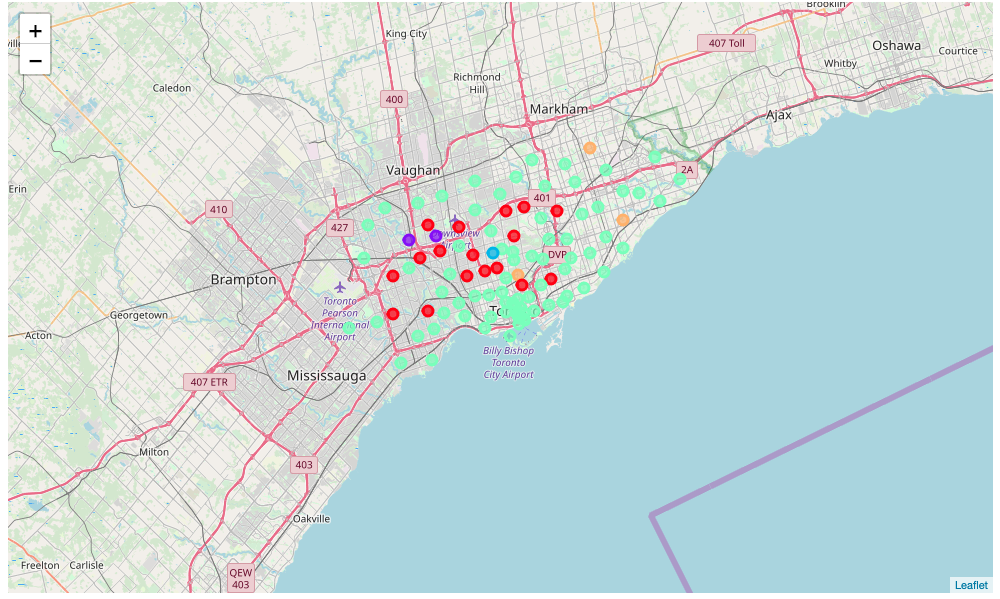 Brooklin
+
King City
407 Toll
Oshawa
Courtice
−
Whitby
Richmond
Hill
Caledon
400
Markham
Ajax
Vaughan
2A
Erin
401
410
427
Airport
DVP
Brampton
Toronto
Pearson
International
Airport
Georgetown
Acton
Billy Bishop
Toronto
City Airport
Mississauga
407 ETR
Milton
403
Oakville
Freelton
Carlisle
QEW
403
Leaflet